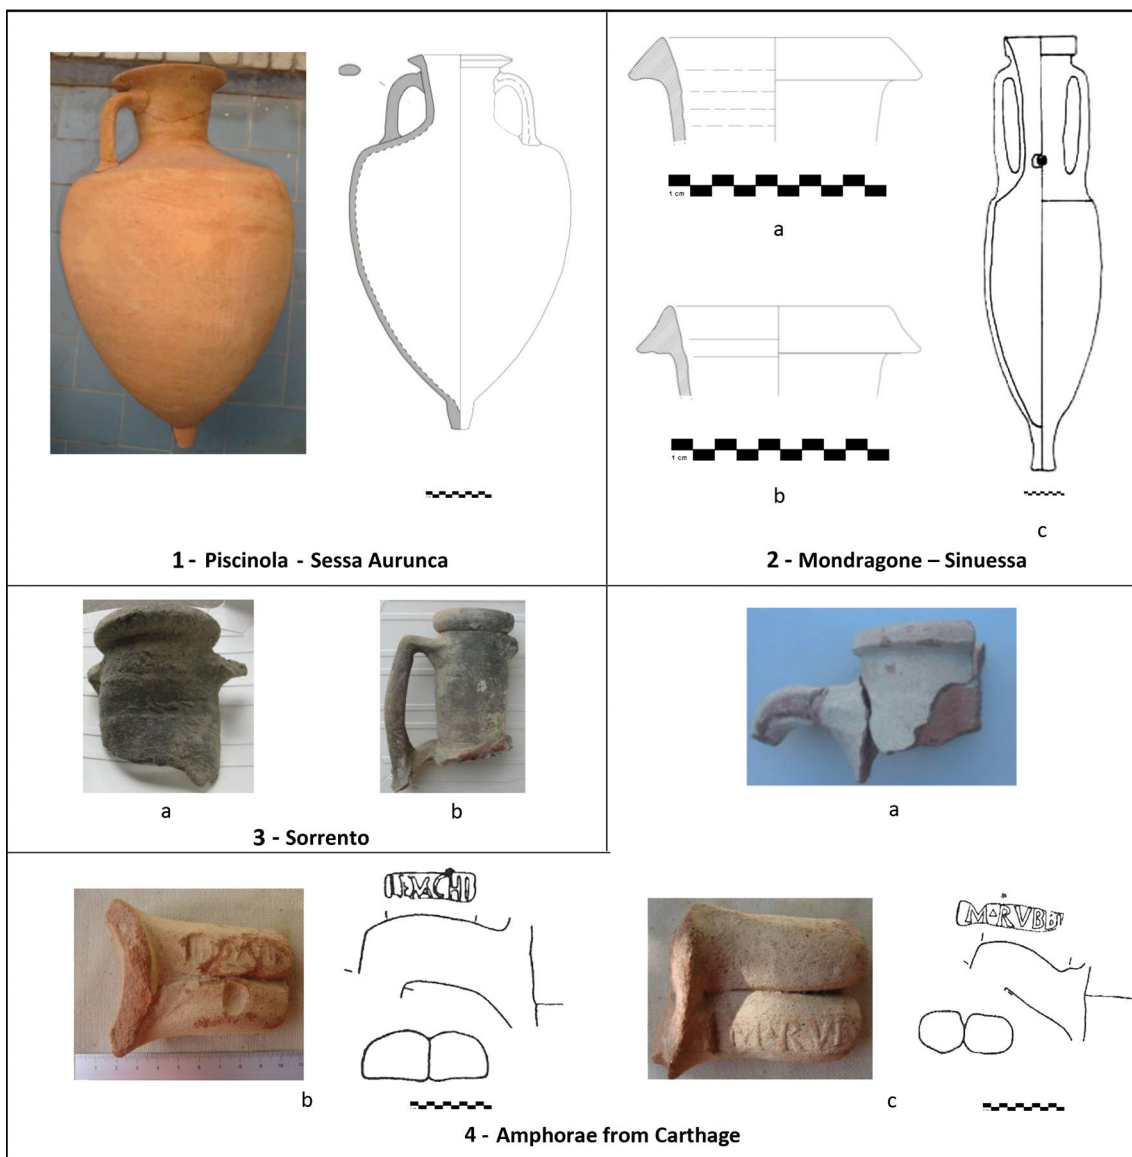 1 cm
a
1 cm
b
c
1 - Piscinola - Sessa Aurunca
2 - Mondragone – Sinuessa
a
b
3 - Sorrento
a
M·RVB
b
c
4 - Amphorae from Carthage